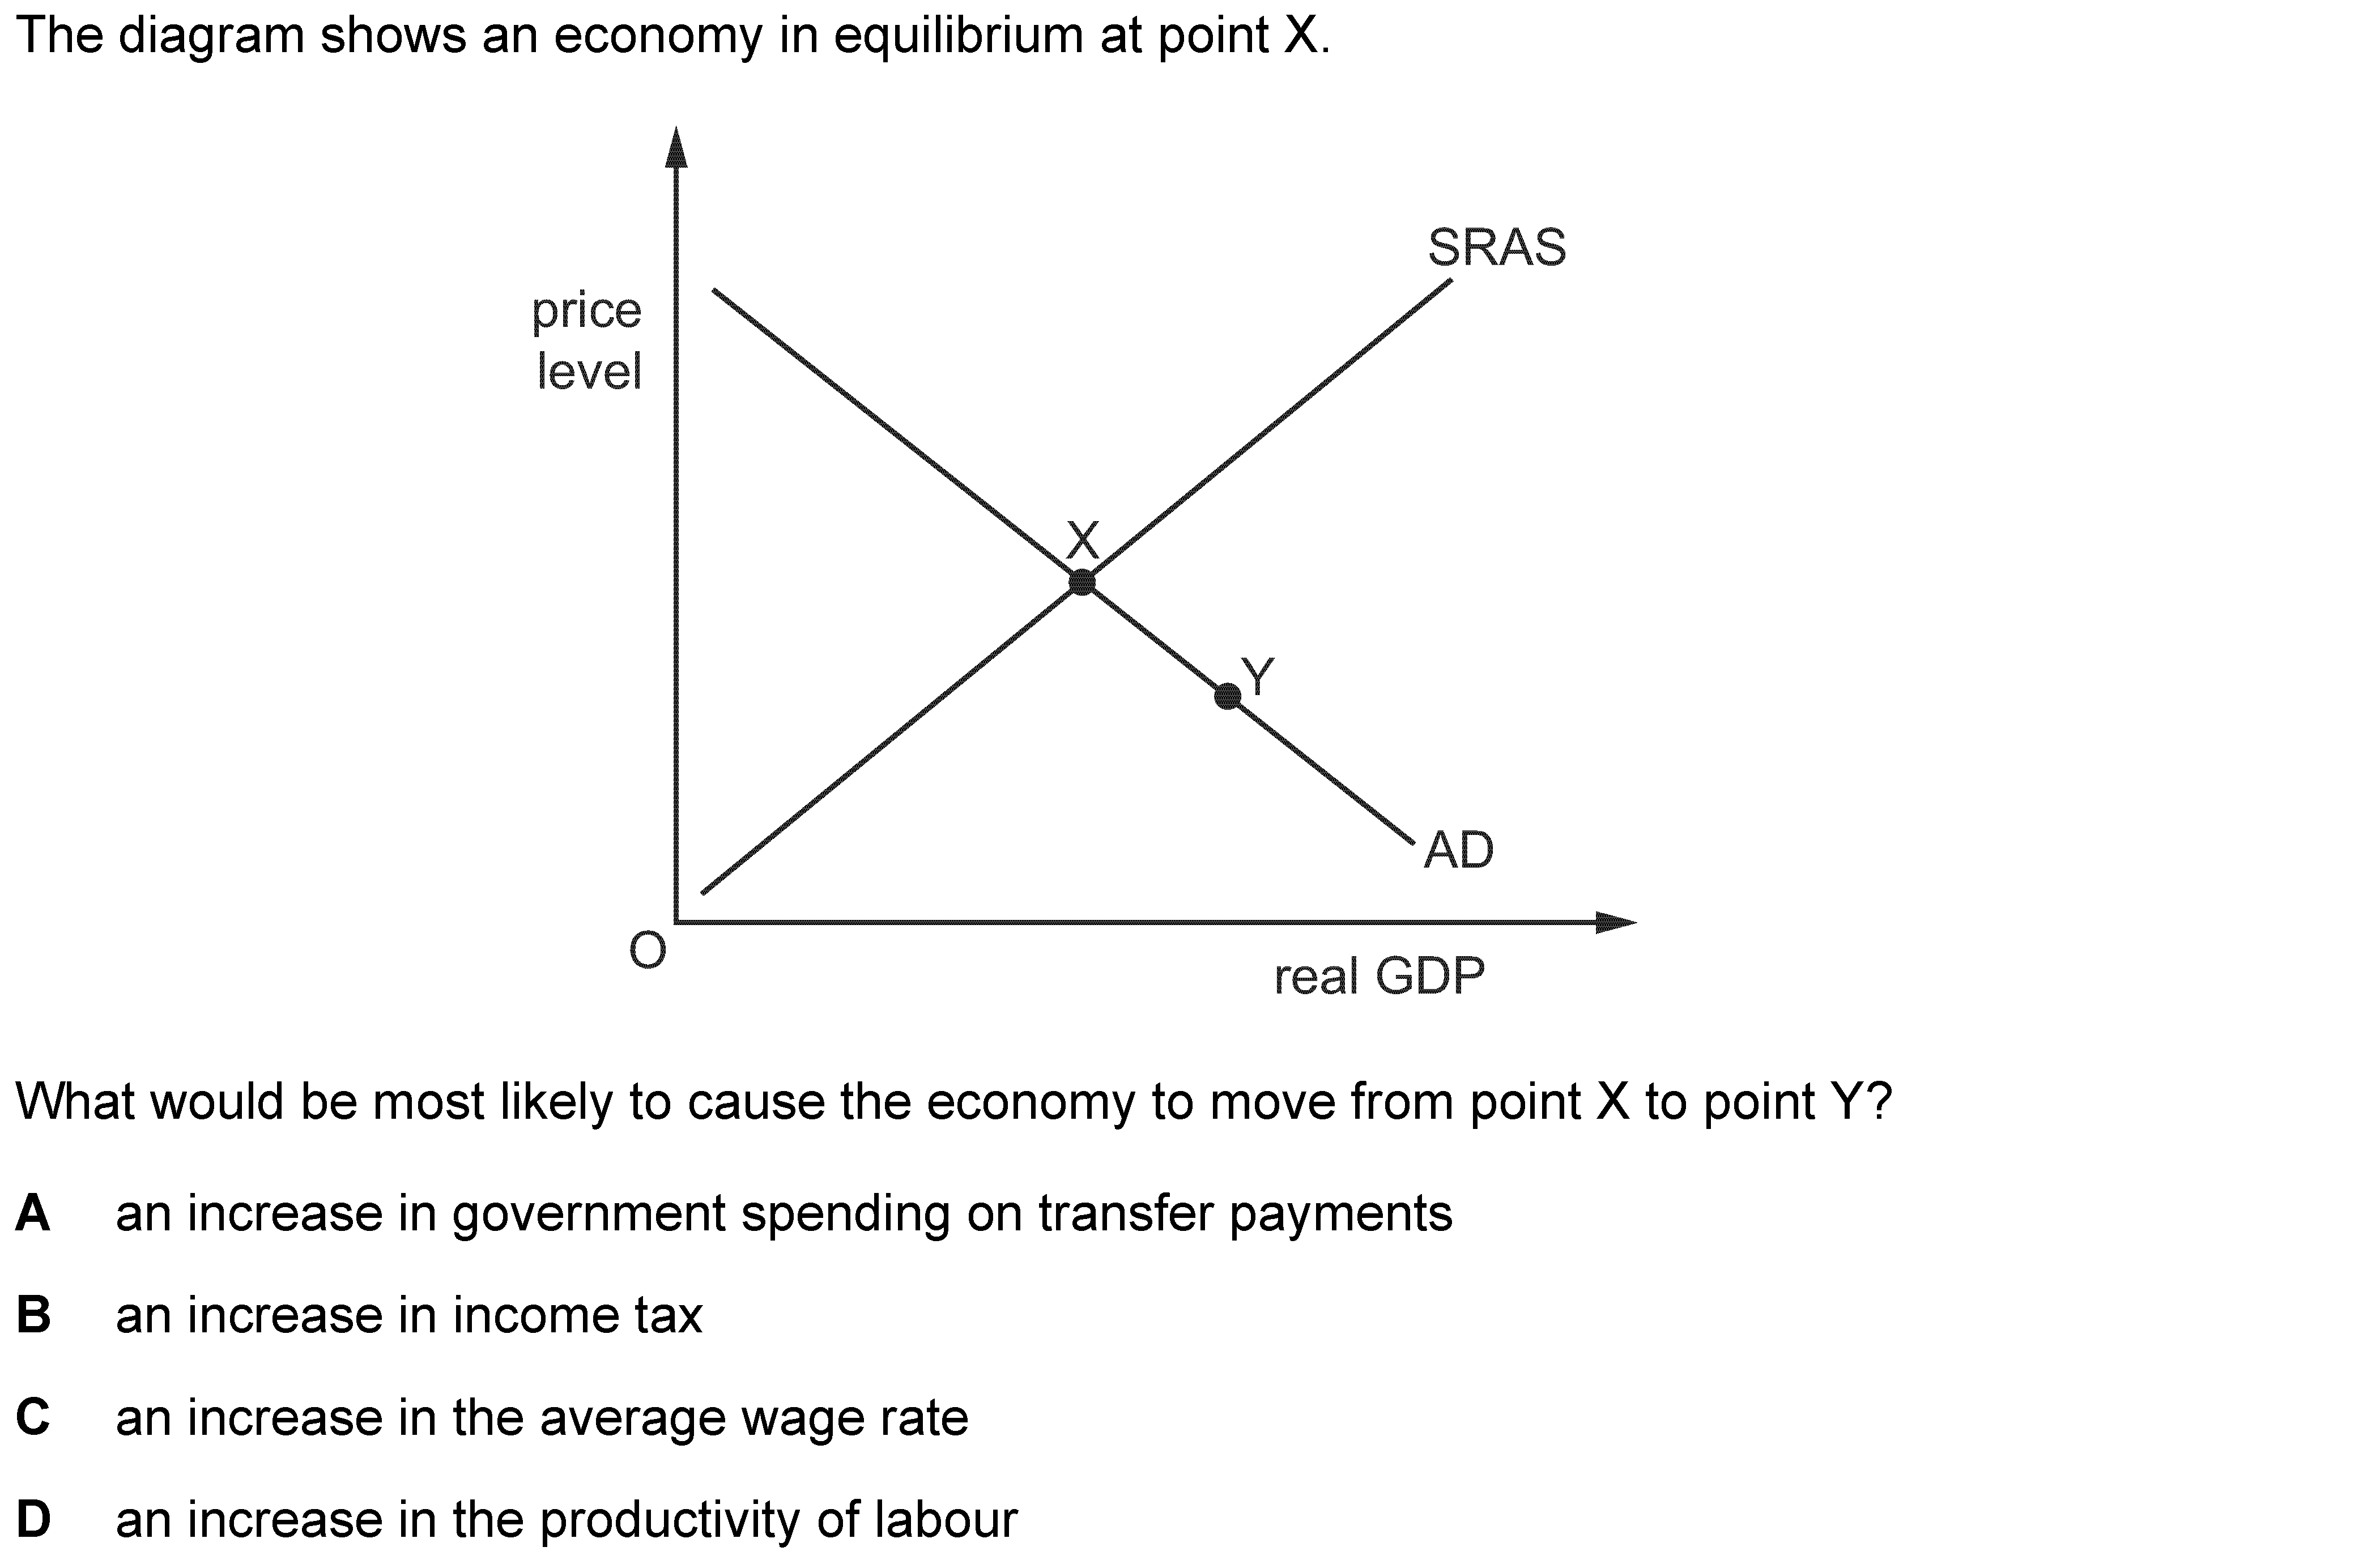 The diagram shows an economy in equilibrium at point X.
SRAS
price
level
X
Y
AD
O
real GDP
What would be most likely to cause the economy to move from point X to point Y?
A an increase in government spending on transfer payments
B an increase in income tax
C an increase in the average wage rate
D an increase in the productivity of labour